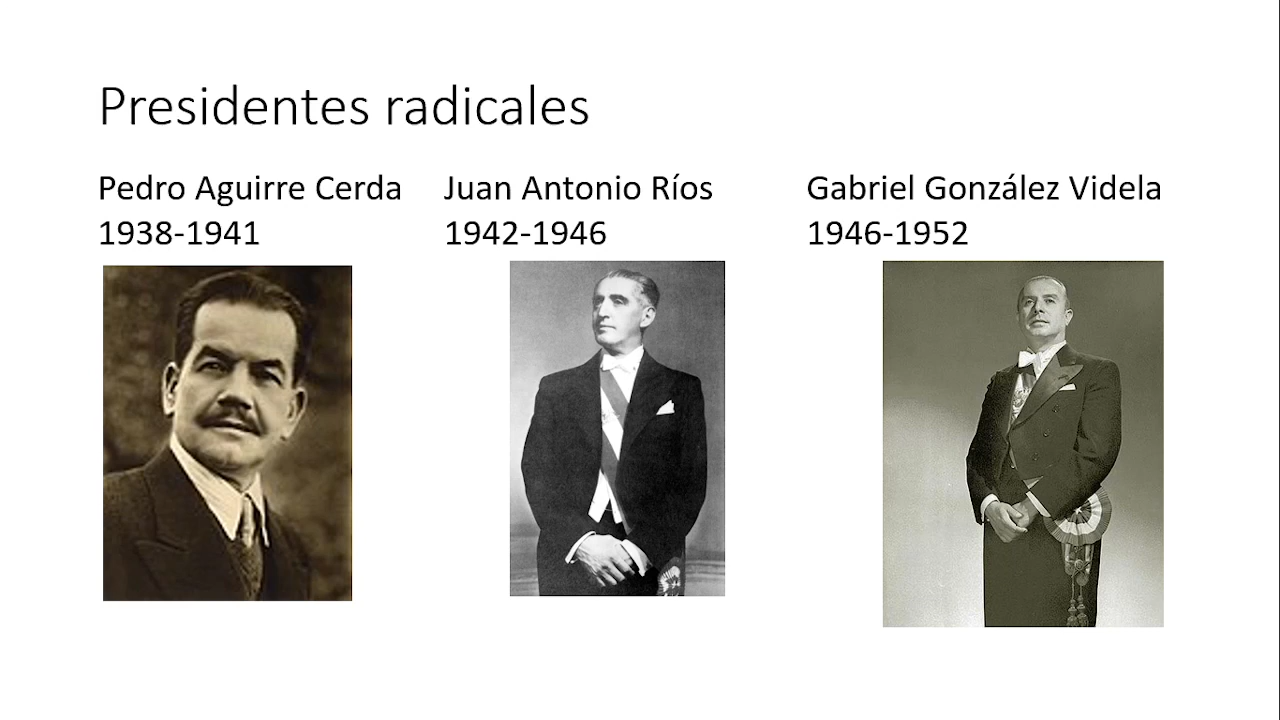 Presidentes radicales
Pedro Aguirre Cerda
1938-1941
Juan Antonio Ríos
1942-1946
Gabriel González Videla
1946-1952